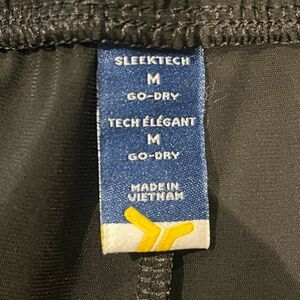 SLEEKTECH
M
GO-DRY
TECH ÉLÉGANT
M
GO-DRY
MADE IN
VIETNAM